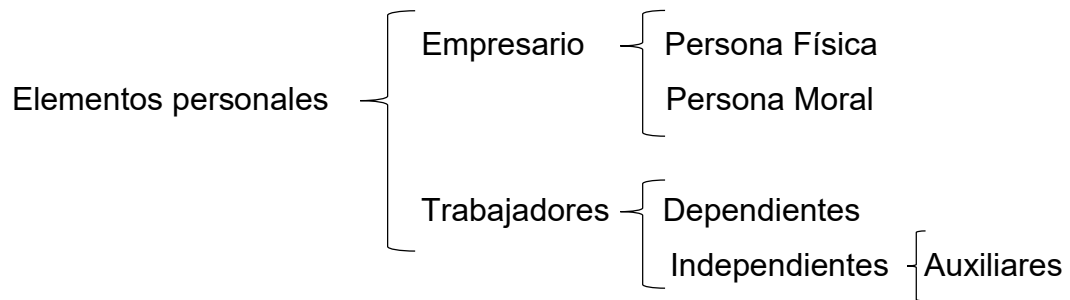 Empresario Persona Física
Elementos personales Persona Moral
Trabajadores Dependientes
Independientes Auxiliares